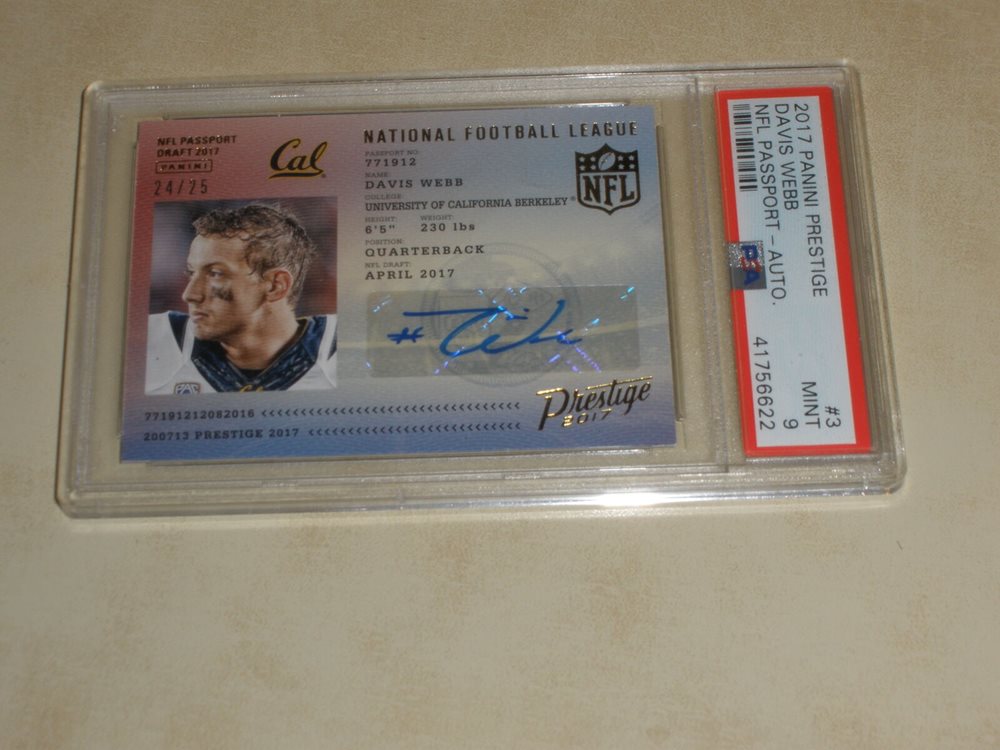 NFL PASSPORT
DRAFT 2017
PANINI
24/25
Cal
NATIONAL FOOTBALL LEAGUE
PASSPORT NO.
771912
NAME:
DAVIS WEBB
COLLEGE:
UNIVERSITY OF CALIFORNIA BERKELEY®
HEIGHT: WEIGHT:
6'5" 230 lbs
POSITION:
QUARTERBACK
NFL DRAFT:
APRIL 2017
NFL
77191212082016 <<<<<<<<<<<<<<<<<<<<<<<<<<<<<<
200713 PRESTIGE 2017 <<<<<<<<<<<<<<<<<<<<<<<<<
Prestige
2017
2017 PANINI PRESTIGE #3
DAVIS WEBB MINT
NFL PASSPORT - AUTO. 9
PSA 41756622